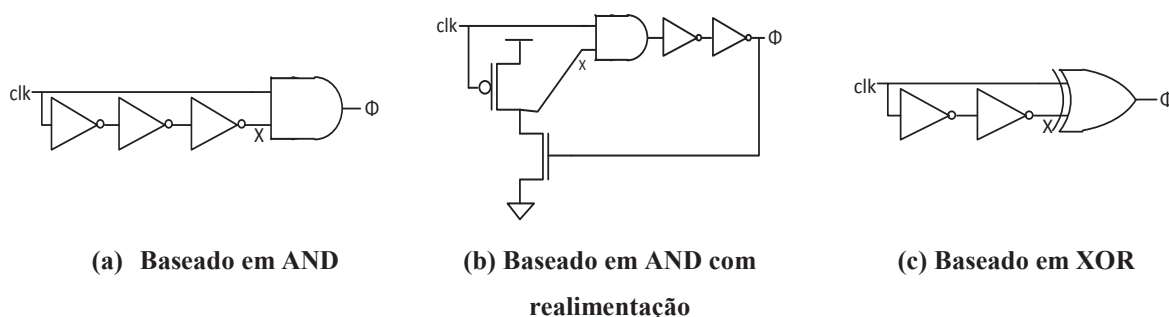 clk
X
Φ
(a) Baseado em AND
clk
x
Φ
(b) Baseado em AND com
realimentação
clk
X
Φ
(c) Baseado em XOR